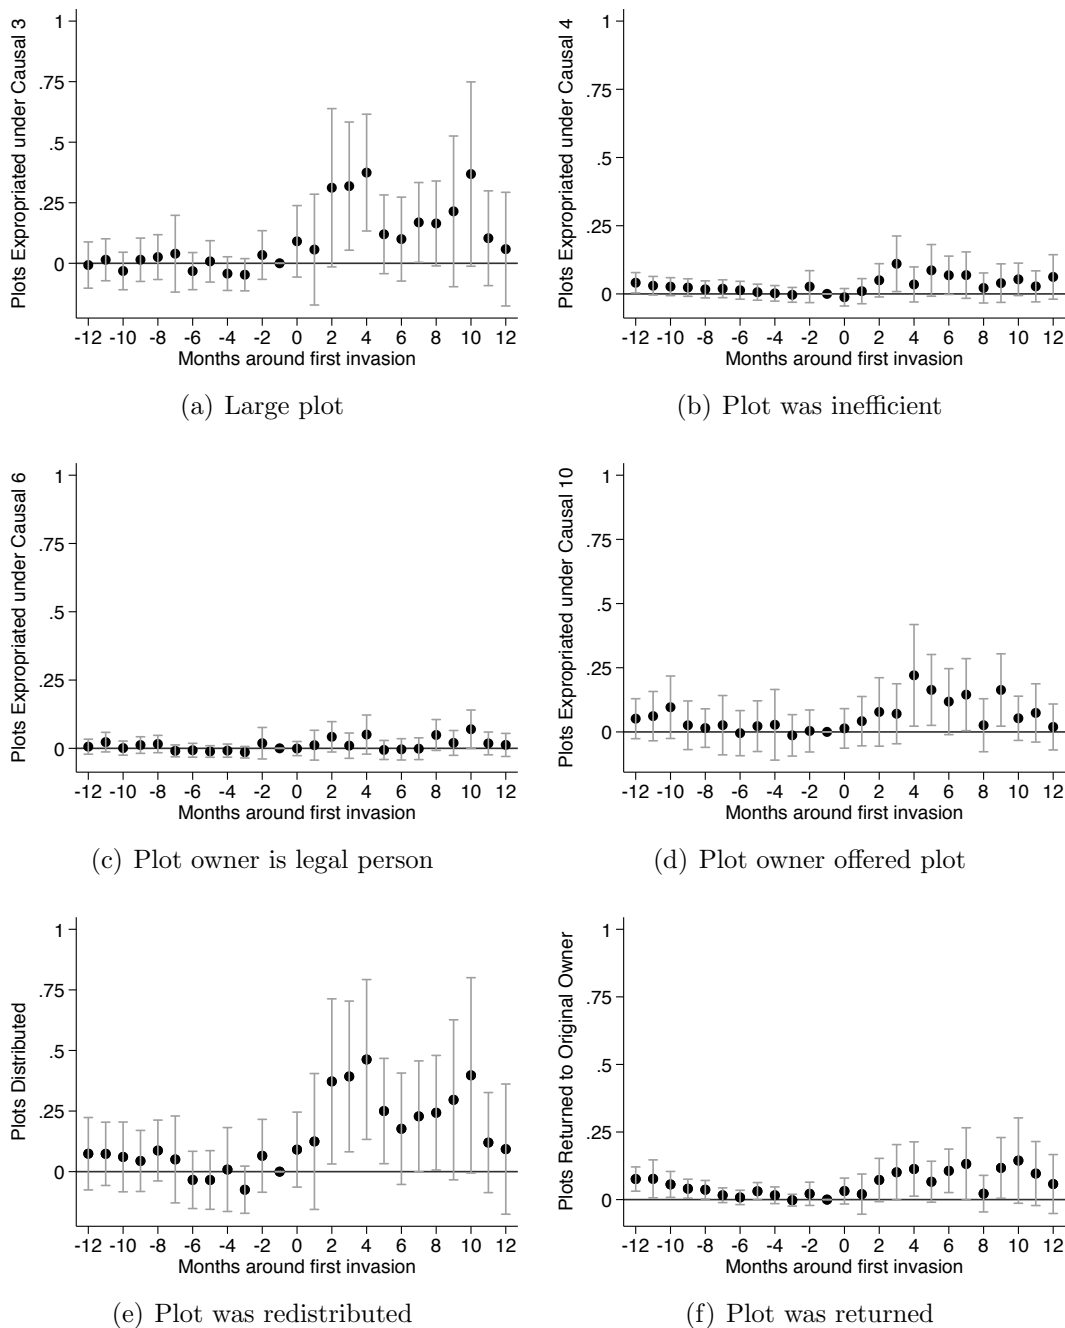 Plots Expropriated under Causal 3
1
.75
.5
.25
0
-12 -10 -8 -6 -4 -2 0 2 4 6 8 10 12
Months around first invasion
(a) Large plot
Plots Expropriated under Causal 4
1
.75
.5
.25
0
-12 -10 -8 -6 -4 -2 0 2 4 6 8 10 12
Months around first invasion
(b) Plot was inefficient
Plots Expropriated under Causal 6
1
.75
.5
.25
0
-12 -10 -8 -6 -4 -2 0 2 4 6 8 10 12
Months around first invasion
(c) Plot owner is legal person
Plots Expropriated under Causal 10
1
.75
.5
.25
0
-12 -10 -8 -6 -4 -2 0 2 4 6 8 10 12
Months around first invasion
(d) Plot owner offered plot
Plots Distributed
1
.75
.5
.25
0
-12 -10 -8 -6 -4 -2 0 2 4 6 8 10 12
Months around first invasion
(e) Plot was redistributed
Plots Returned to Original Owner
1
.75
.5
.25
0
-12 -10 -8 -6 -4 -2 0 2 4 6 8 10 12
Months around first invasion
(f) Plot was returned